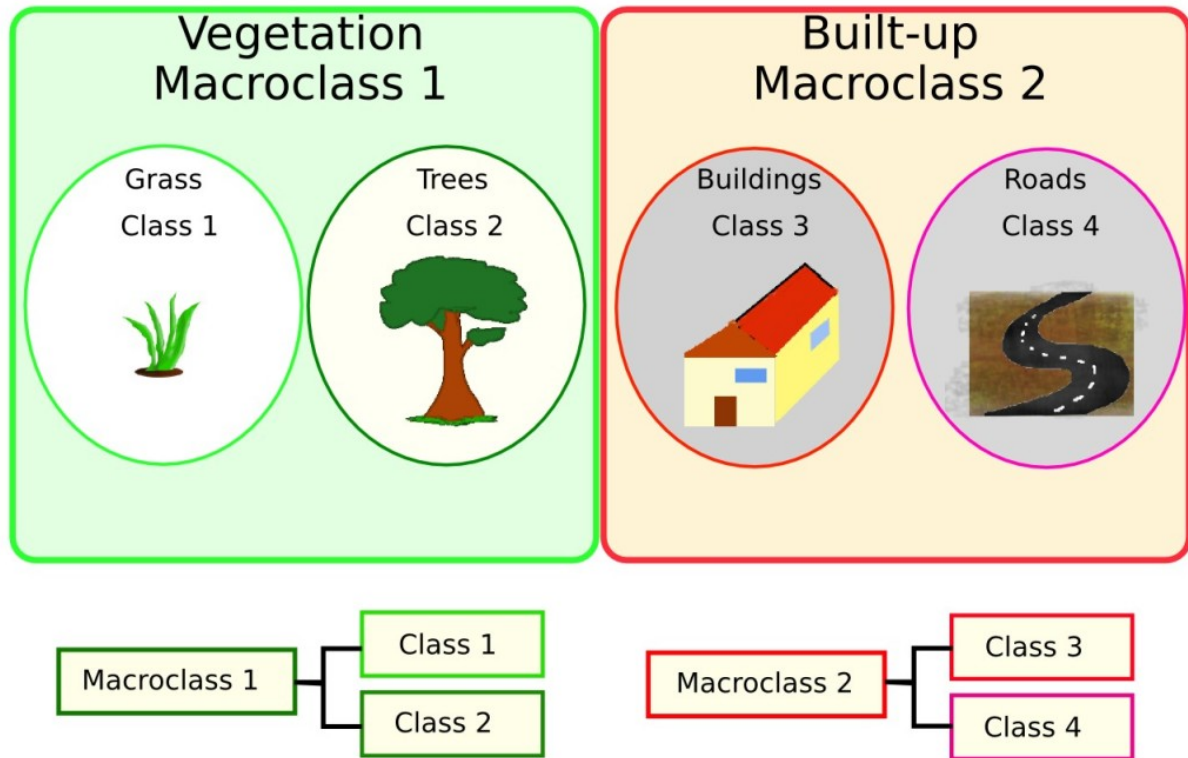 Vegetation
Macroclass 1
Grass
Class 1
Trees
Class 2
Built-up
Macroclass 2
Buildings
Class 3
Roads
Class 4
Macroclass 1
Class 1
Class 2
Macroclass 2
Class 3
Class 4